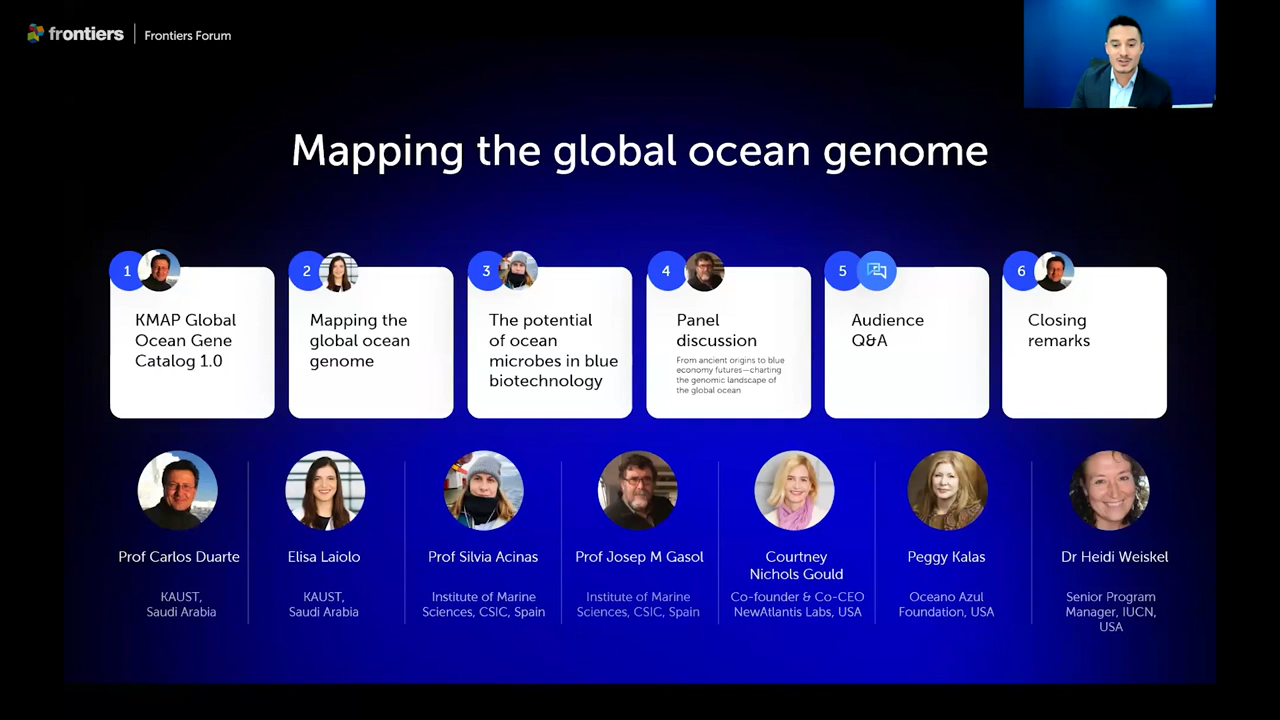 frontiers | Frontiers Forum
Mapping the global ocean genome
1
KMAP Global
Ocean Gene
Catalog 1.0
2
Mapping the
global ocean
genome
3
The potential
of ocean
microbes in blue
biotechnology
4
Panel
discussion
From ancient origins to blue
economy futures—charting
the genomic landscape of
the global ocean
5
Audience
Q&A
6
Closing
remarks
Prof Carlos Duarte
KAUST,
Saudi Arabia
Elisa Laiolo
KAUST,
Saudi Arabia
Prof Silvia Acinas
Institute of Marine
Sciences, CSIC, Spain
Prof Josep M Gasol
Institute of Marine
Sciences, CSIC, Spain
Courtney
Nichols Gould
Co-founder & Co-CEO
NewAtlantis Labs, USA
Peggy Kalas
Oceano Azul
Foundation, USA
Dr Heidi Weiskel
Senior Program
Manager, IUCN,
USA